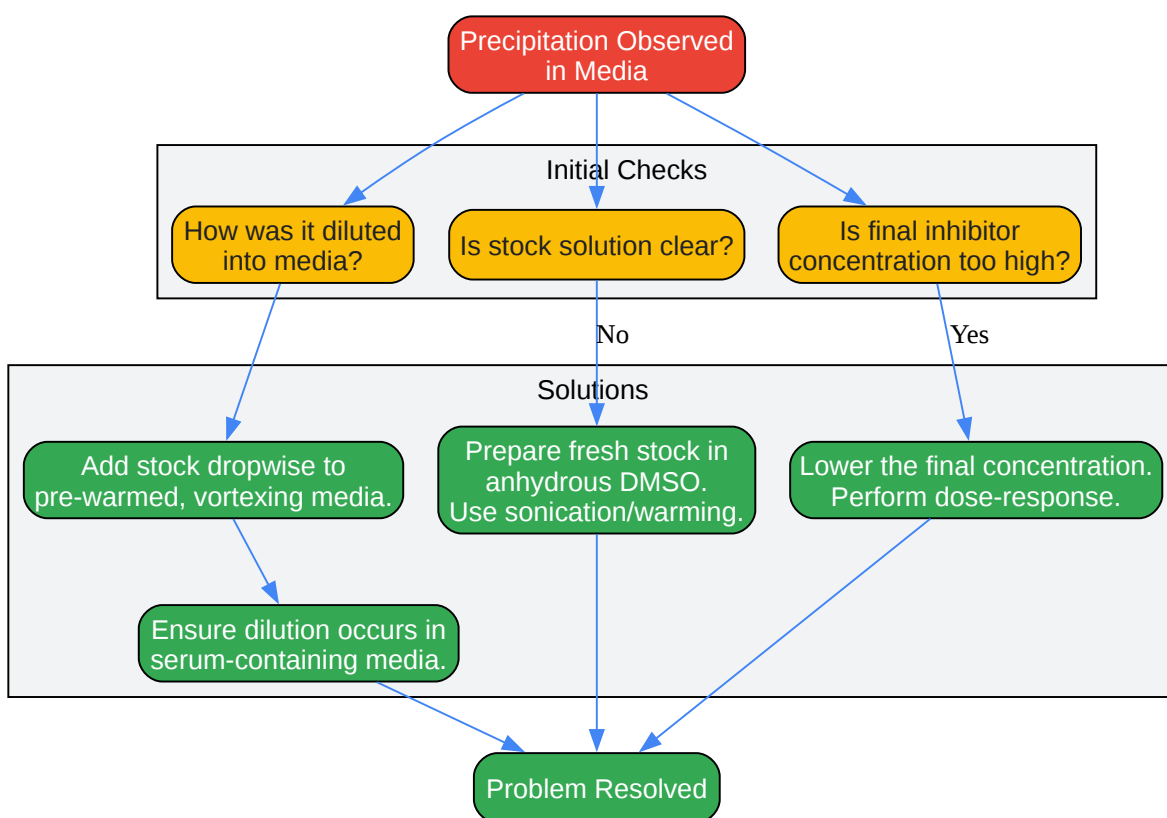 Precipitation Observed
in Media
Initial Checks
How was it diluted
into media?
Is stock solution clear?
Is final inhibitor
concentration too high?
No
Yes
Solutions
Add stock dropwise to
pre-warmed, vortexing media.
Prepare fresh stock in
anhydrous DMSO.
Use sonication/warming.
Lower the final concentration.
Perform dose-response.
Ensure dilution occurs in
serum-containing media.
Problem Resolved